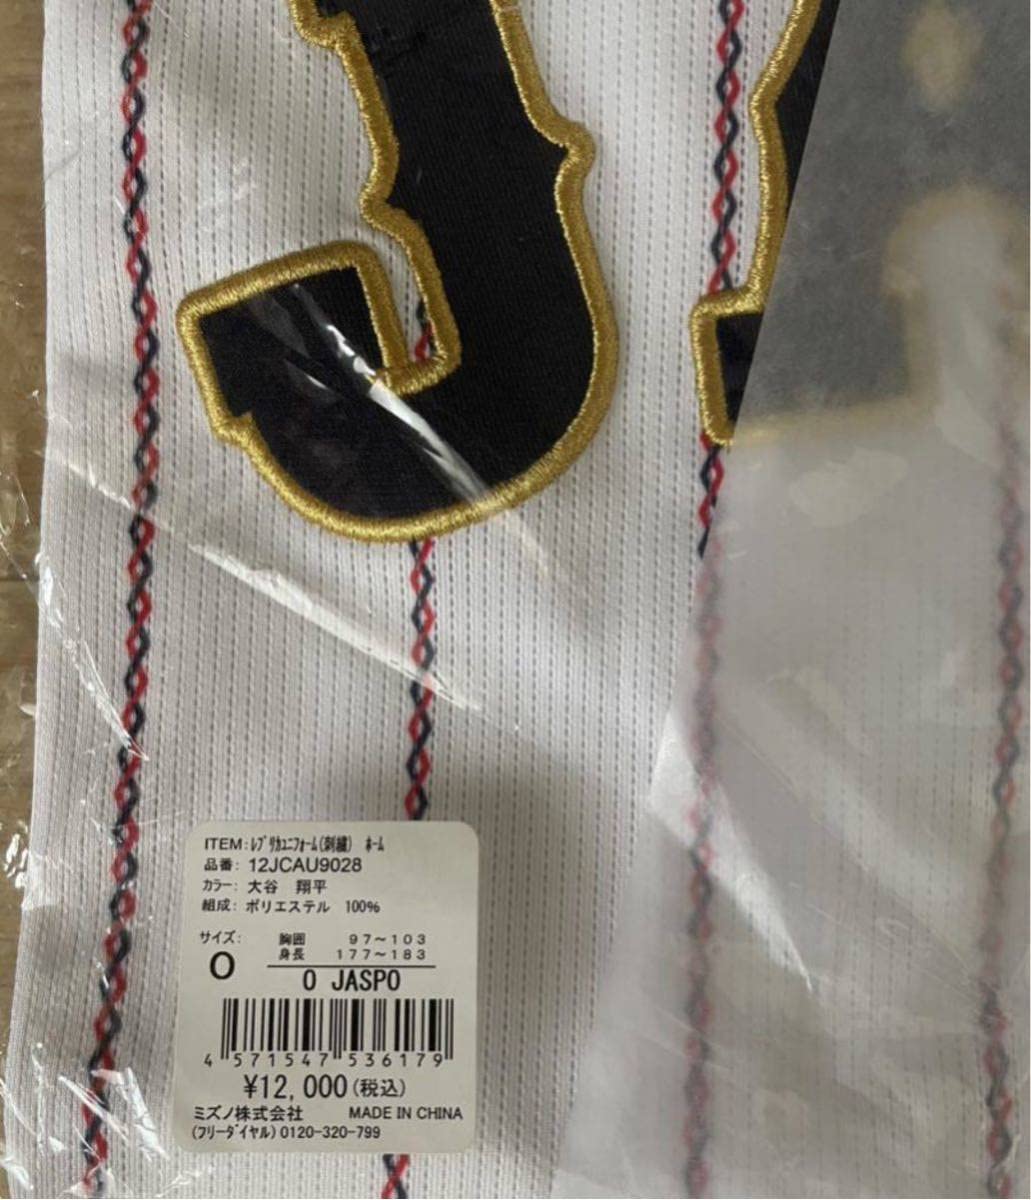 ITEM:ﾚﾌﾟﾘｶﾕﾆﾌｫｰﾑ(刺繍) ﾎｰﾑ
品番: 12JCAU9028
ｶﾗｰ: 大谷 翔平
組成: ポリエステル 100%
サイズ: 胸囲 97~103
身長 177~183
O
O JASPO
4 571547 536179
¥12,000(税込)
ミズノ株式会社 MADE IN CHINA
(ﾌﾘｰﾀﾞｲﾔﾙ)0120-320-799